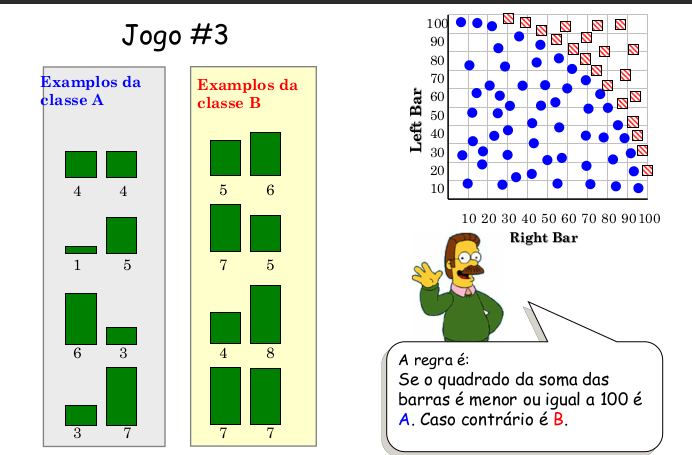 Jogo #3
Examplos da
classe A
4 4
1 5
6 3
3 7
Examplos da
classe B
5 6
7 5
4 8
7 7
Left Bar
100
90
80
70
60
50
40
30
20
10
10 20 30 40 50 60 70 80 90 100
Right Bar
A regra é:
Se o quadrado da soma das
barras é menor ou igual a 100 é
A. Caso contrário é B.